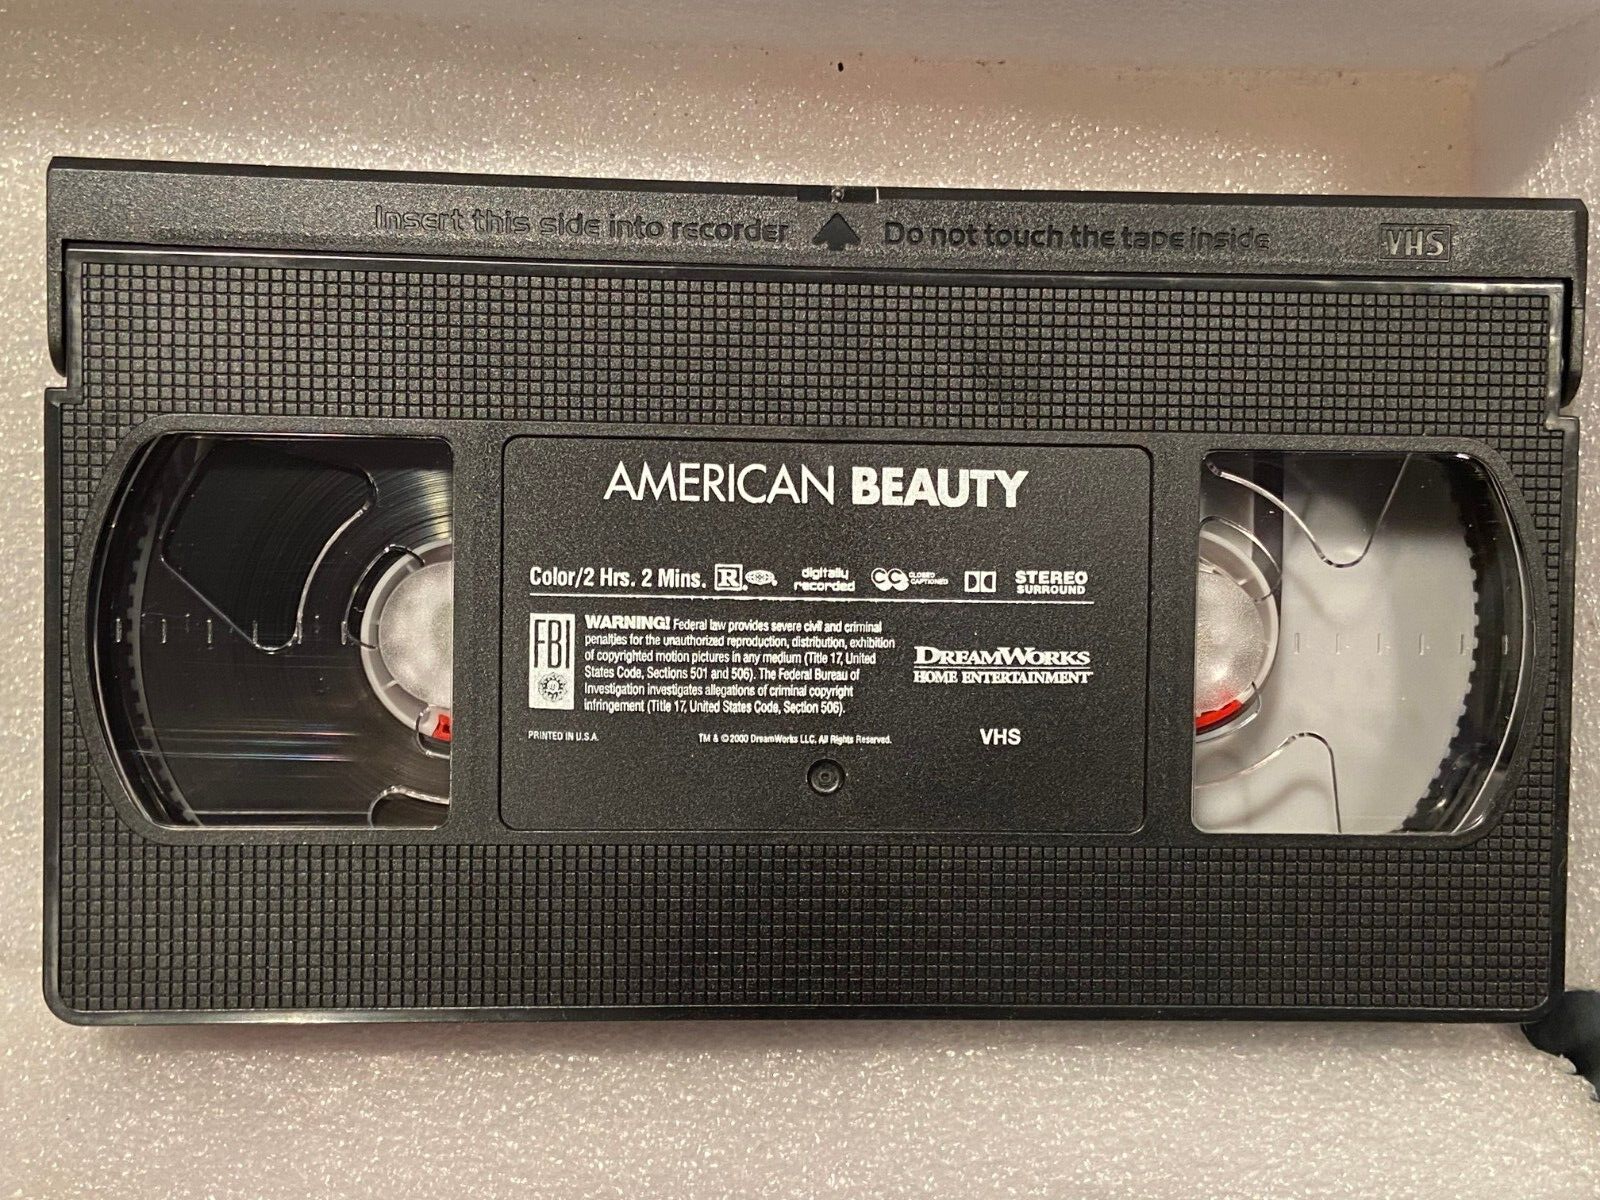 Insert this side into recorder Do not touch the tape inside VHS
AMERICAN BEAUTY
Color/2 Hrs. 2 Mins. R digitally recorded CC CLOSED CAPTIONED STEREO SURROUND
FBI
WARNING! Federal law provides severe civil and criminal
penalties for the unauthorized reproduction, distribution, exhibition
of copyrighted motion pictures in any medium (Title 17, United
States Code, Sections 501 and 506). The Federal Bureau of
Investigation investigates allegations of criminal copyright
infringement (Title 17, United States Code, Section 506).
DREAMWORKS
HOME ENTERTAINMENT
PRINTED IN U.S.A. TM & © 2000 DreamWorks LLC. All Rights Reserved. VHS